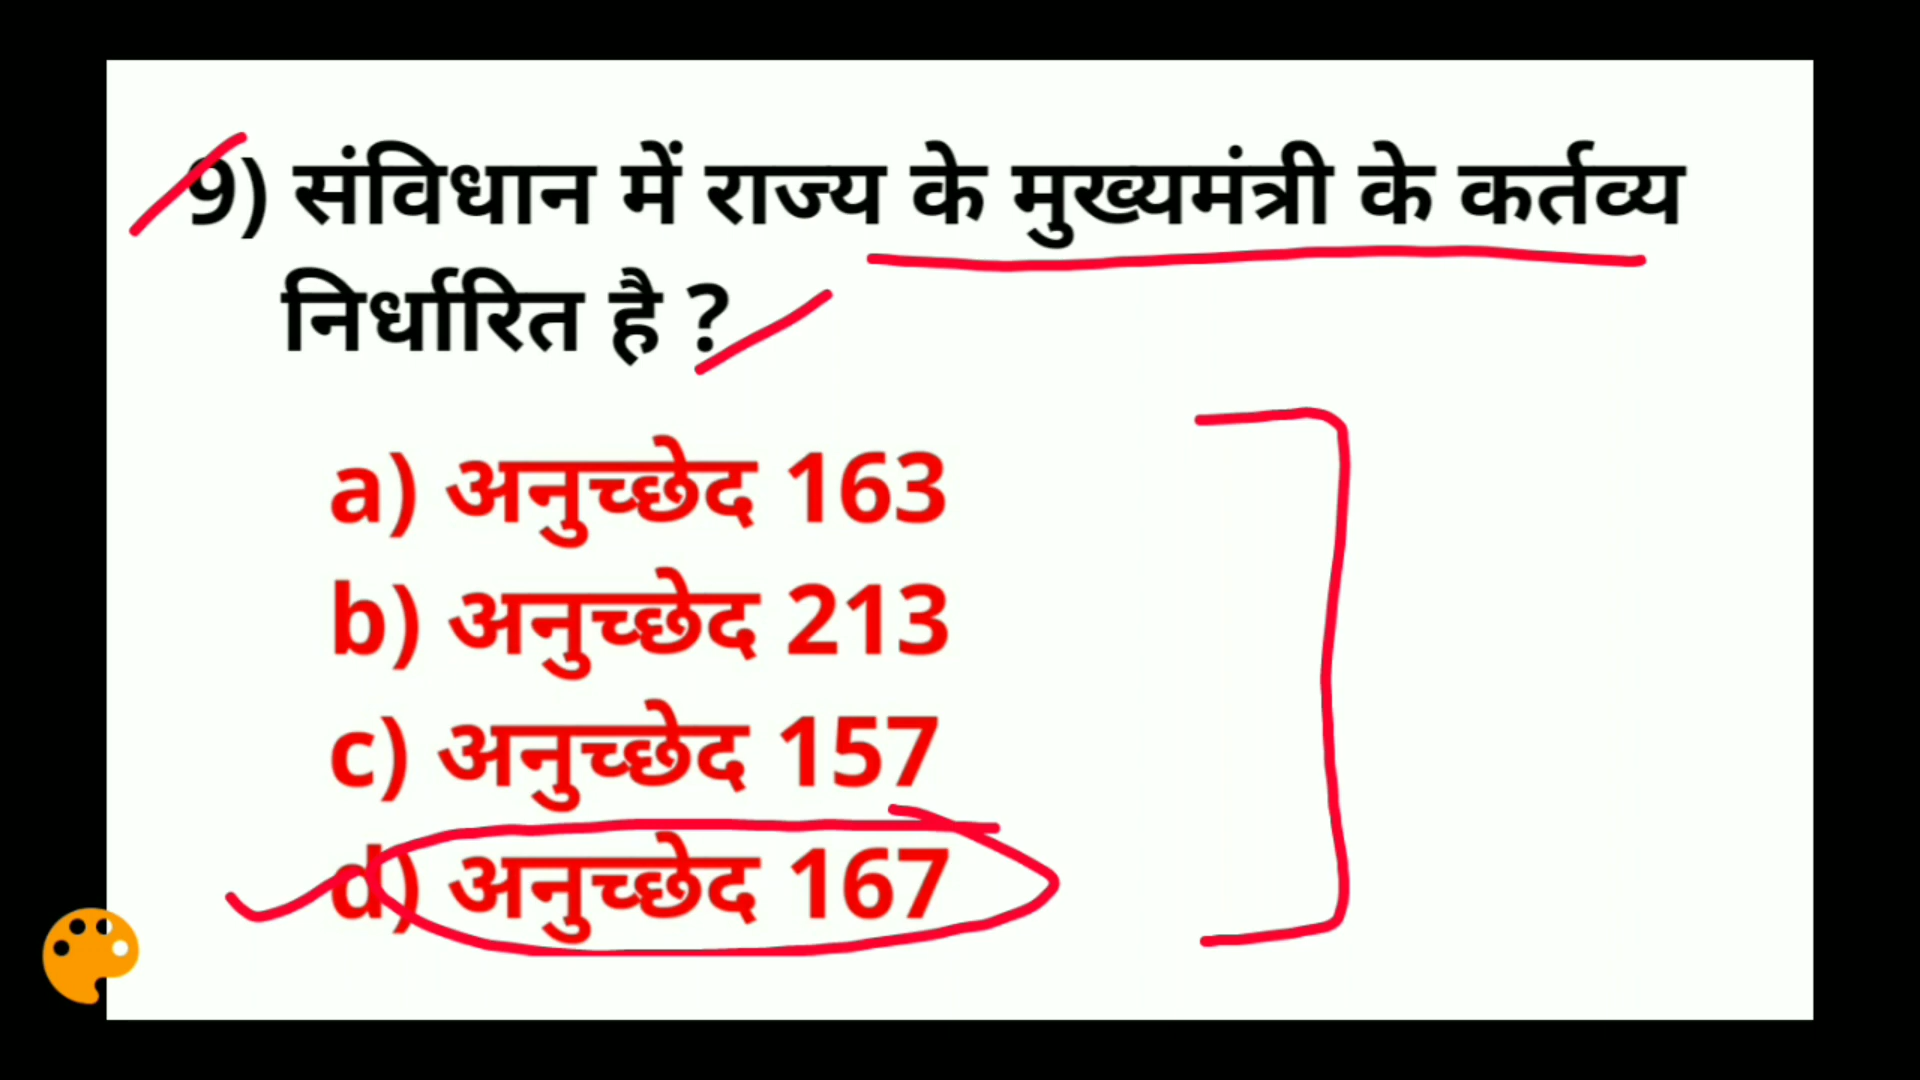 9) संविधान में राज्य के मुख्यमंत्री के कर्तव्य
निर्धारित है ?
a) अनुच्छेद 163
b) अनुच्छेद 213
c) अनुच्छेद 157
d) अनुच्छेद 167